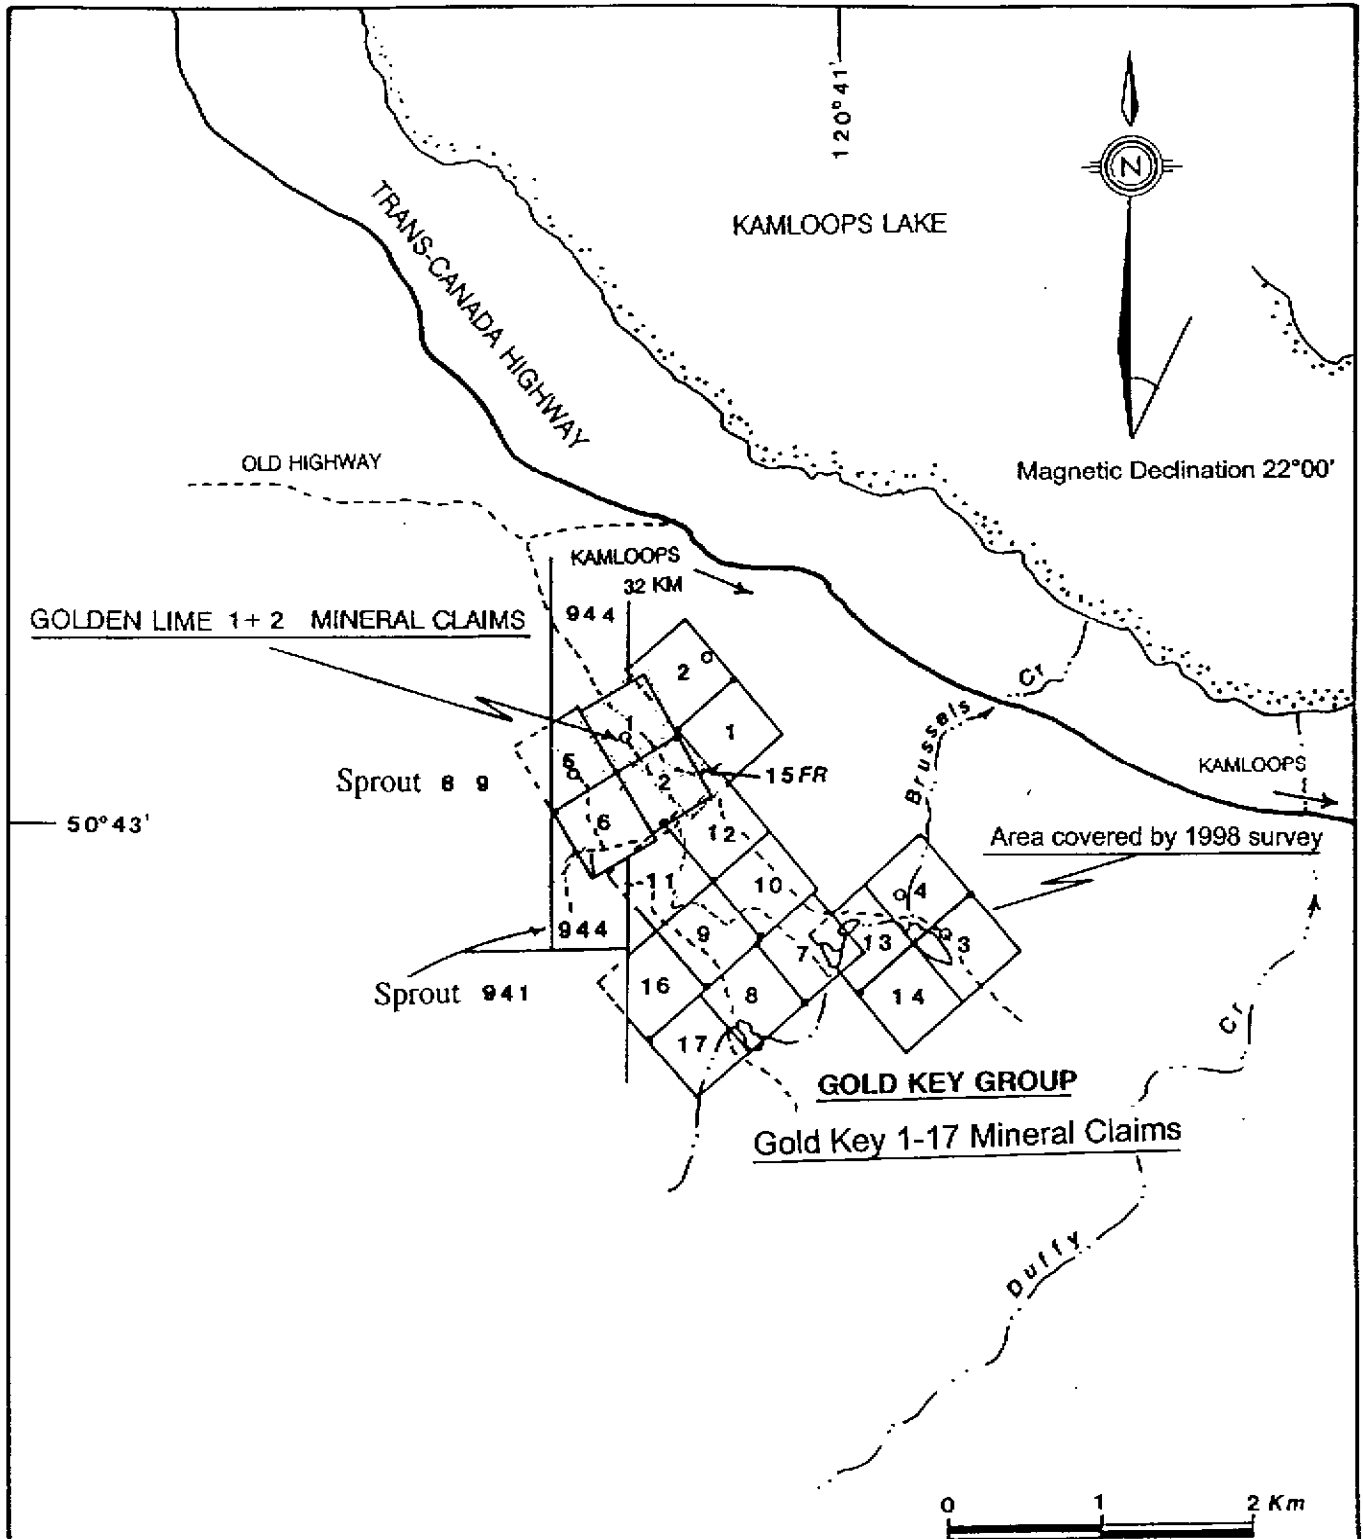 120°41'
N
KAMLOOPS LAKE
TRANS-CANADA HIGHWAY
Magnetic Declination 22°00'
OLD HIGHWAY
KAMLOOPS
32 KM
944
GOLDEN LIME 1+2 MINERAL CLAIMS
2
1
1
Cr
Brussels
5
2
15FR
KAMLOOPS
Sprout 8 9
50°43'
6
12
Area covered by 1998 survey
11
10
4
944
9
7
13
3
Sprout 941
16
8
14
17
Cr
GOLD KEY GROUP
Gold Key 1-17 Mineral Claims
Duffy
0 1 2 Km